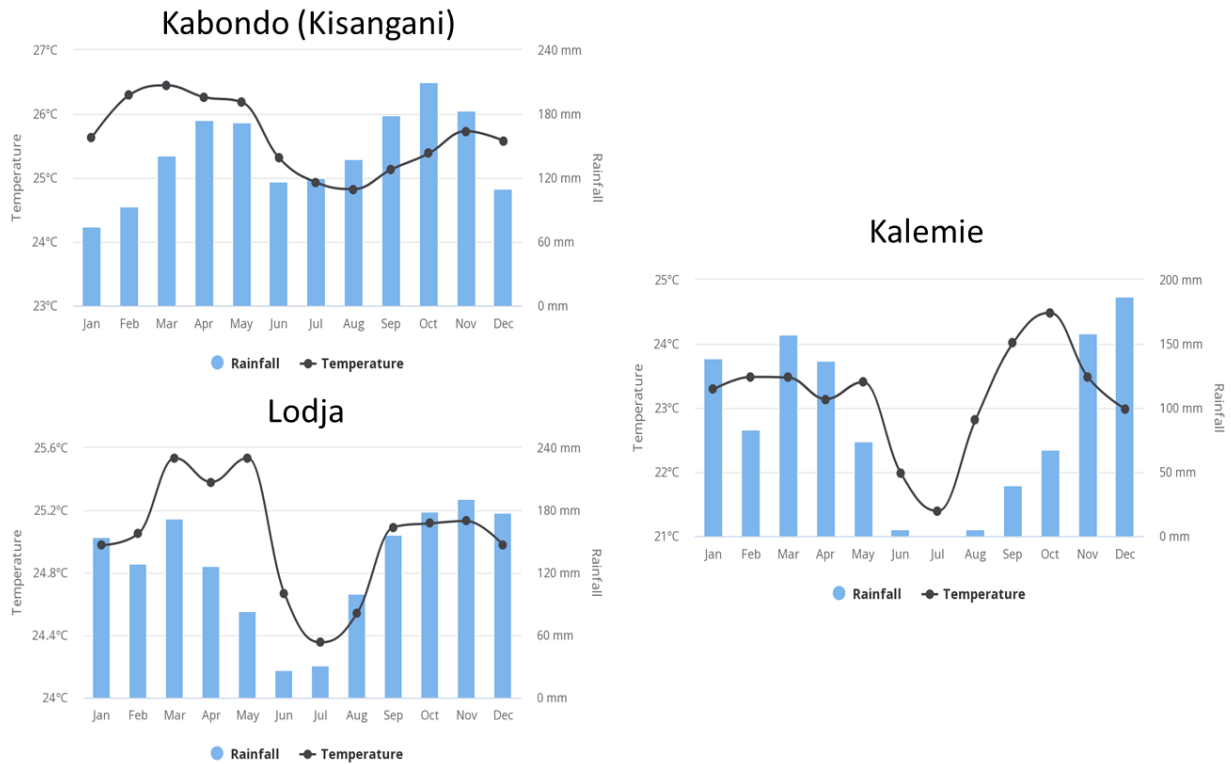 Kabondo (Kisangani)
27°C 240 mm
26°C 180 mm
25°C 120 mm
24°C 60 mm
23°C 0 mm
Temperature
Rainfall
Jan Feb Mar Apr May Jun Jul Aug Sep Oct Nov Dec
Rainfall Temperature
Lodja
25.6°C 240 mm
25.2°C 180 mm
24.8°C 120 mm
24.4°C 60 mm
24°C 0 mm
Temperature
Rainfall
Jan Feb Mar Apr May Jun Jul Aug Sep Oct Nov Dec
Rainfall Temperature
Kalemie
25°C 200 mm
24°C 150 mm
23°C 100 mm
22°C 50 mm
21°C 0 mm
Temperature
Rainfall
Jan Feb Mar Apr May Jun Jul Aug Sep Oct Nov Dec
Rainfall Temperature